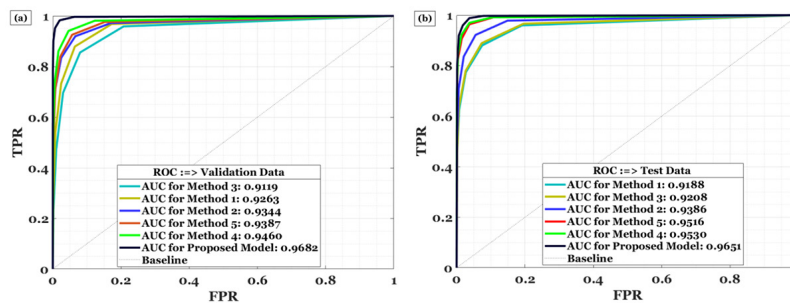 (a)
1
0.8
0.6
0.4
0.2
0
TPR
ROC :=> Validation Data
AUC for Method 3: 0.9119
AUC for Method 1: 0.9263
AUC for Method 2: 0.9344
AUC for Method 5: 0.9387
AUC for Method 4: 0.9460
AUC for Proposed Model: 0.9682
Baseline
0 0.2 0.4 0.6 0.8 1
FPR
(b)
1
0.8
0.6
0.4
0.2
0
TPR
ROC :=> Test Data
AUC for Method 1: 0.9188
AUC for Method 3: 0.9208
AUC for Method 2: 0.9386
AUC for Method 5: 0.9516
AUC for Method 4: 0.9530
AUC for Proposed Model: 0.9651
Baseline
0 0.2 0.4 0.6 0.8
FPR